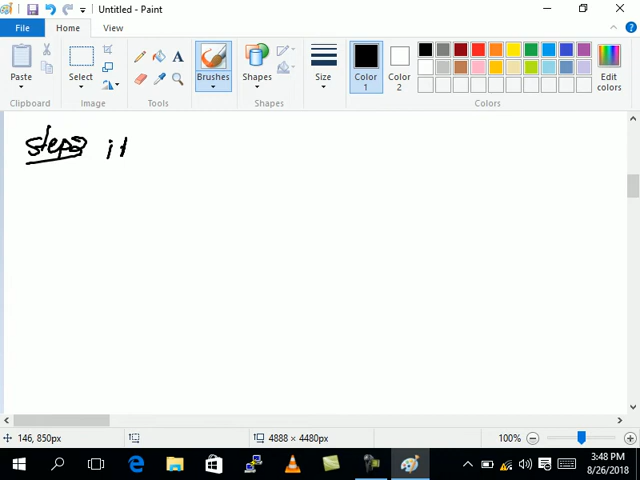 Untitled - Paint
File Home View
Paste Select Brushes Shapes Size Color 1 Color 2 Edit colors
Clipboard Image Tools Shapes Colors
A
146, 850px 4888 × 4480px 100%
3:48 PM
8/26/2018